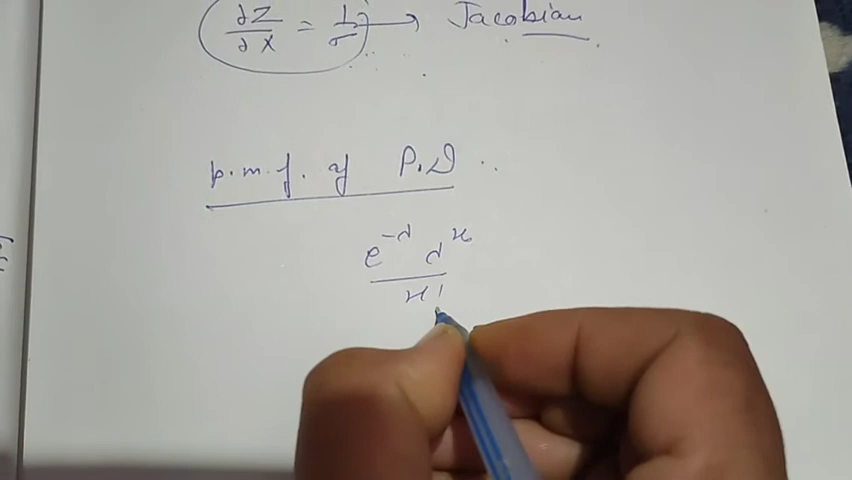 ∂Z/∂X = 1/σ → Jacobian
p.m.f. of P.D ..
e^-λ λ^x / x!